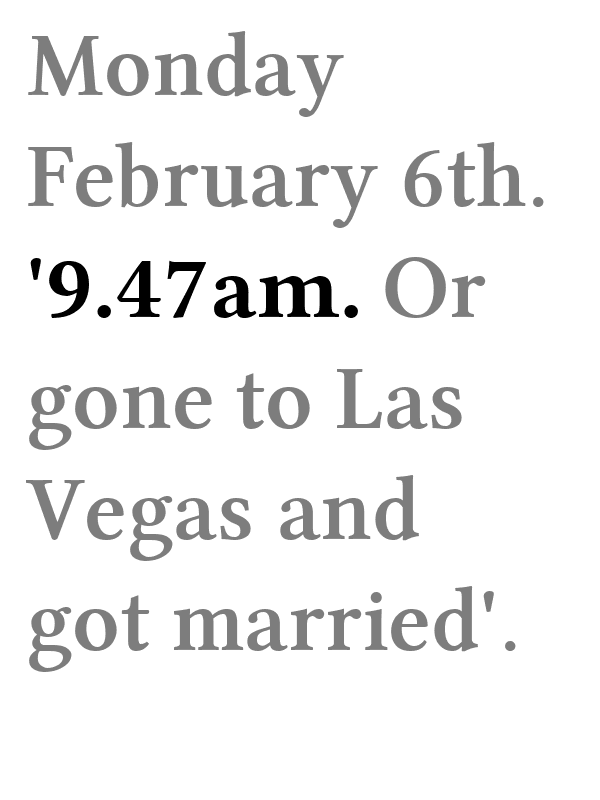 Monday
February 6th.
'9.47am. Or
gone to Las
Vegas and
got married'.